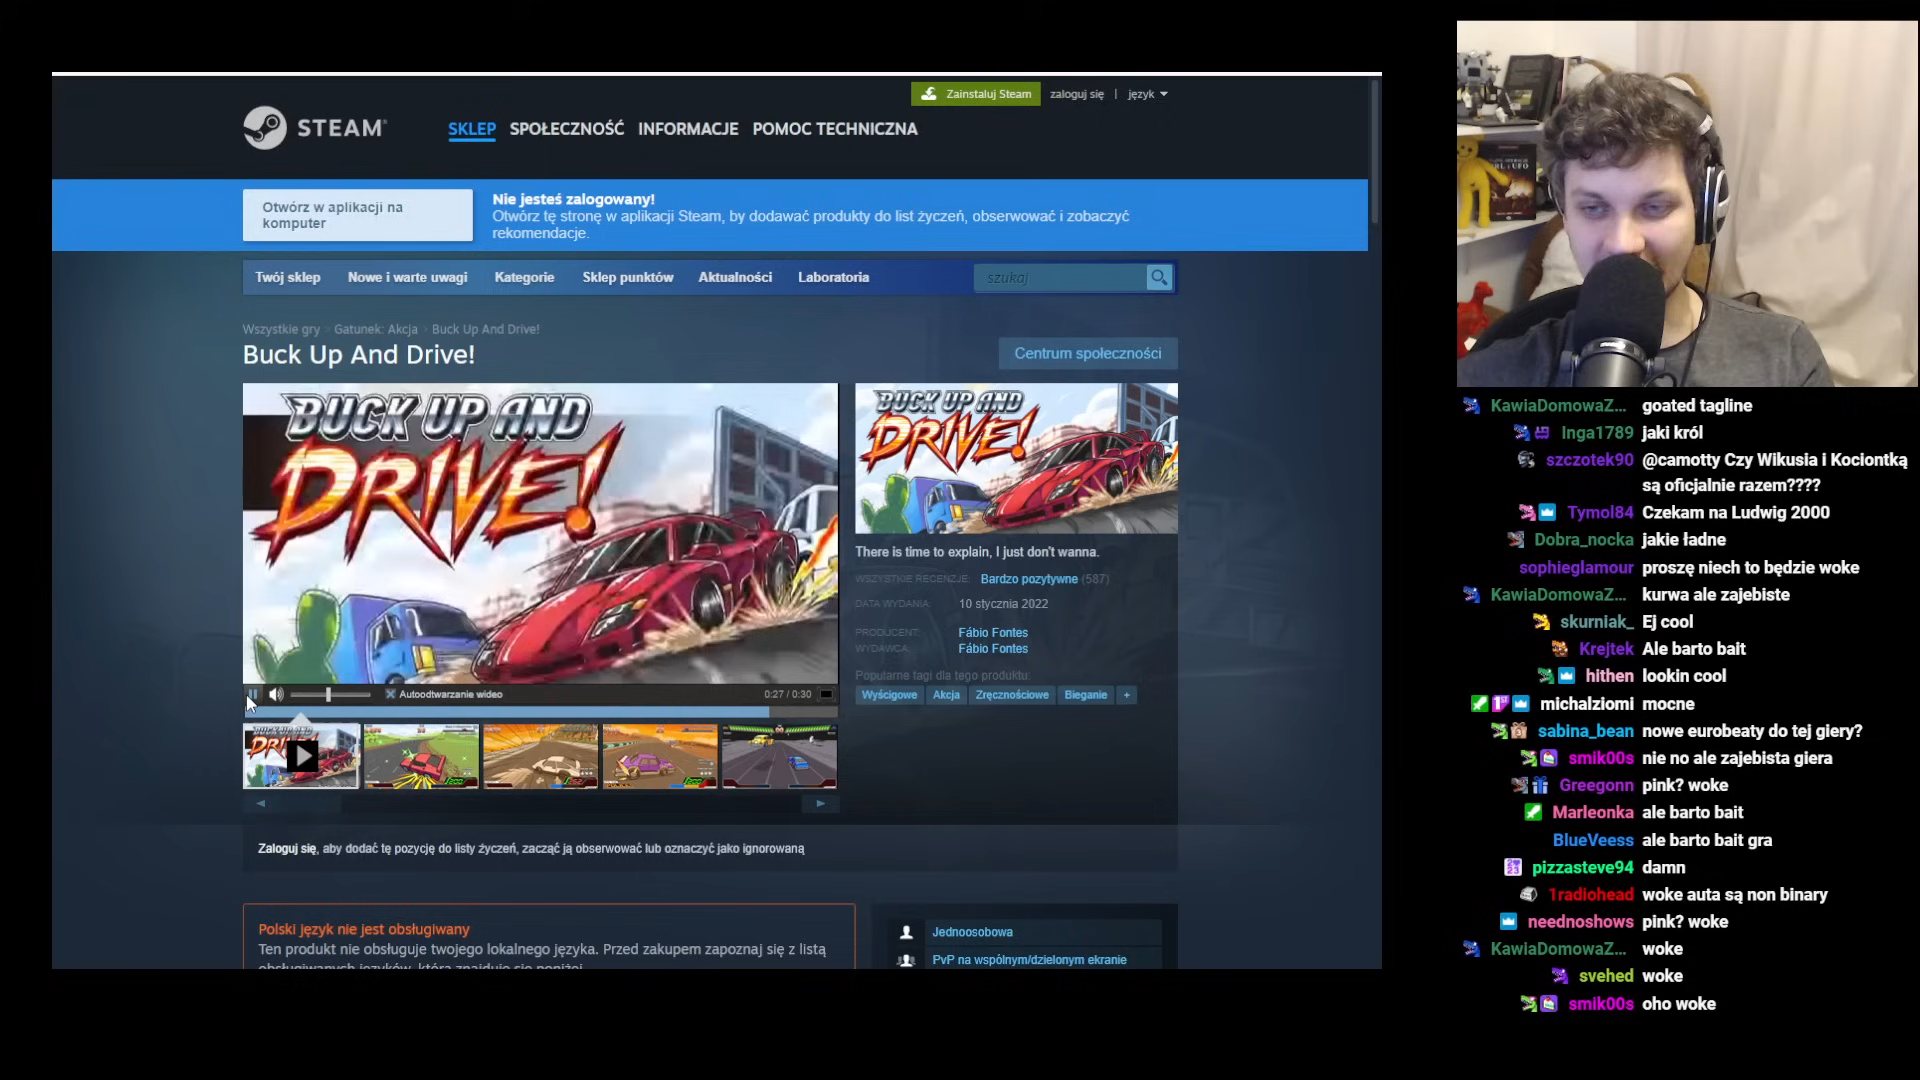 Zainstaluj Steam
zaloguj się | język
STEAM
SKLEP SPOŁECZNOŚĆ INFORMACJE POMOC TECHNICZNA
Otwórz w aplikacji na
komputer
Nie jesteś zalogowany!
Otwórz tę stronę w aplikacji Steam, by dodawać produkty do list życzeń, obserwować i zobaczyć
rekomendacje.
Twój sklep Nowe i warte uwagi Kategorie Sklep punktów Aktualności Laboratoria
szukaj
Wszystkie gry Gatunek: Akcja Buck Up And Drive!
Buck Up And Drive!
Centrum społeczności
BUCK UP AND
DRIVE!
Autoodtwarzanie wideo
0:27 / 0:30
BUCK UP AND
DRIVE!
There is time to explain, I just don't wanna.
WSZYSTKIE RECENZJE: Bardzo pozytywne (587)
DATA WYDANIA: 10 stycznia 2022
PRODUCENT: Fábio Fontes
WYDAWCA: Fábio Fontes
Popularne tagi dla tego produktu:
Wyścigowe Akcja Zręcznościowe Bieganie +
Zaloguj się, aby dodać tę pozycję do listy życzeń, zacząć ją obserwować lub oznaczyć jako ignorowaną
Polski język nie jest obsługiwany
Ten produkt nie obsługuje twojego lokalnego języka. Przed zakupem zapoznaj się z listą
obsługiwanych języków, która znajduje się poniżej
Jednoosobowa
PvP na wspólnym/dzielonym ekranie
KawiaDomowaZ... goated tagline
Inga1789 jaki król
szczotek90 @camotty Czy Wikusia i Kociontką
są oficjalnie razem????
Tymol84 Czekam na Ludwig 2000
Dobra_nocka jakie ładne
sophieglamour proszę niech to będzie woke
KawiaDomowaZ... kurwa ale zajebiste
skurniak_ Ej cool
Krejtek Ale barto bait
hithen lookin cool
michalziomi mocne
sabina_bean nowe eurobeaty do tej giery?
smik00s nie no ale zajebista giera
Greegonn pink? woke
Marleonka ale barto bait
BlueVeess ale barto bait gra
pizzasteve94 damn
1radiohead woke auta są non binary
neednoshows pink? woke
KawiaDomowaZ... woke
svehed woke
smik00s oho woke